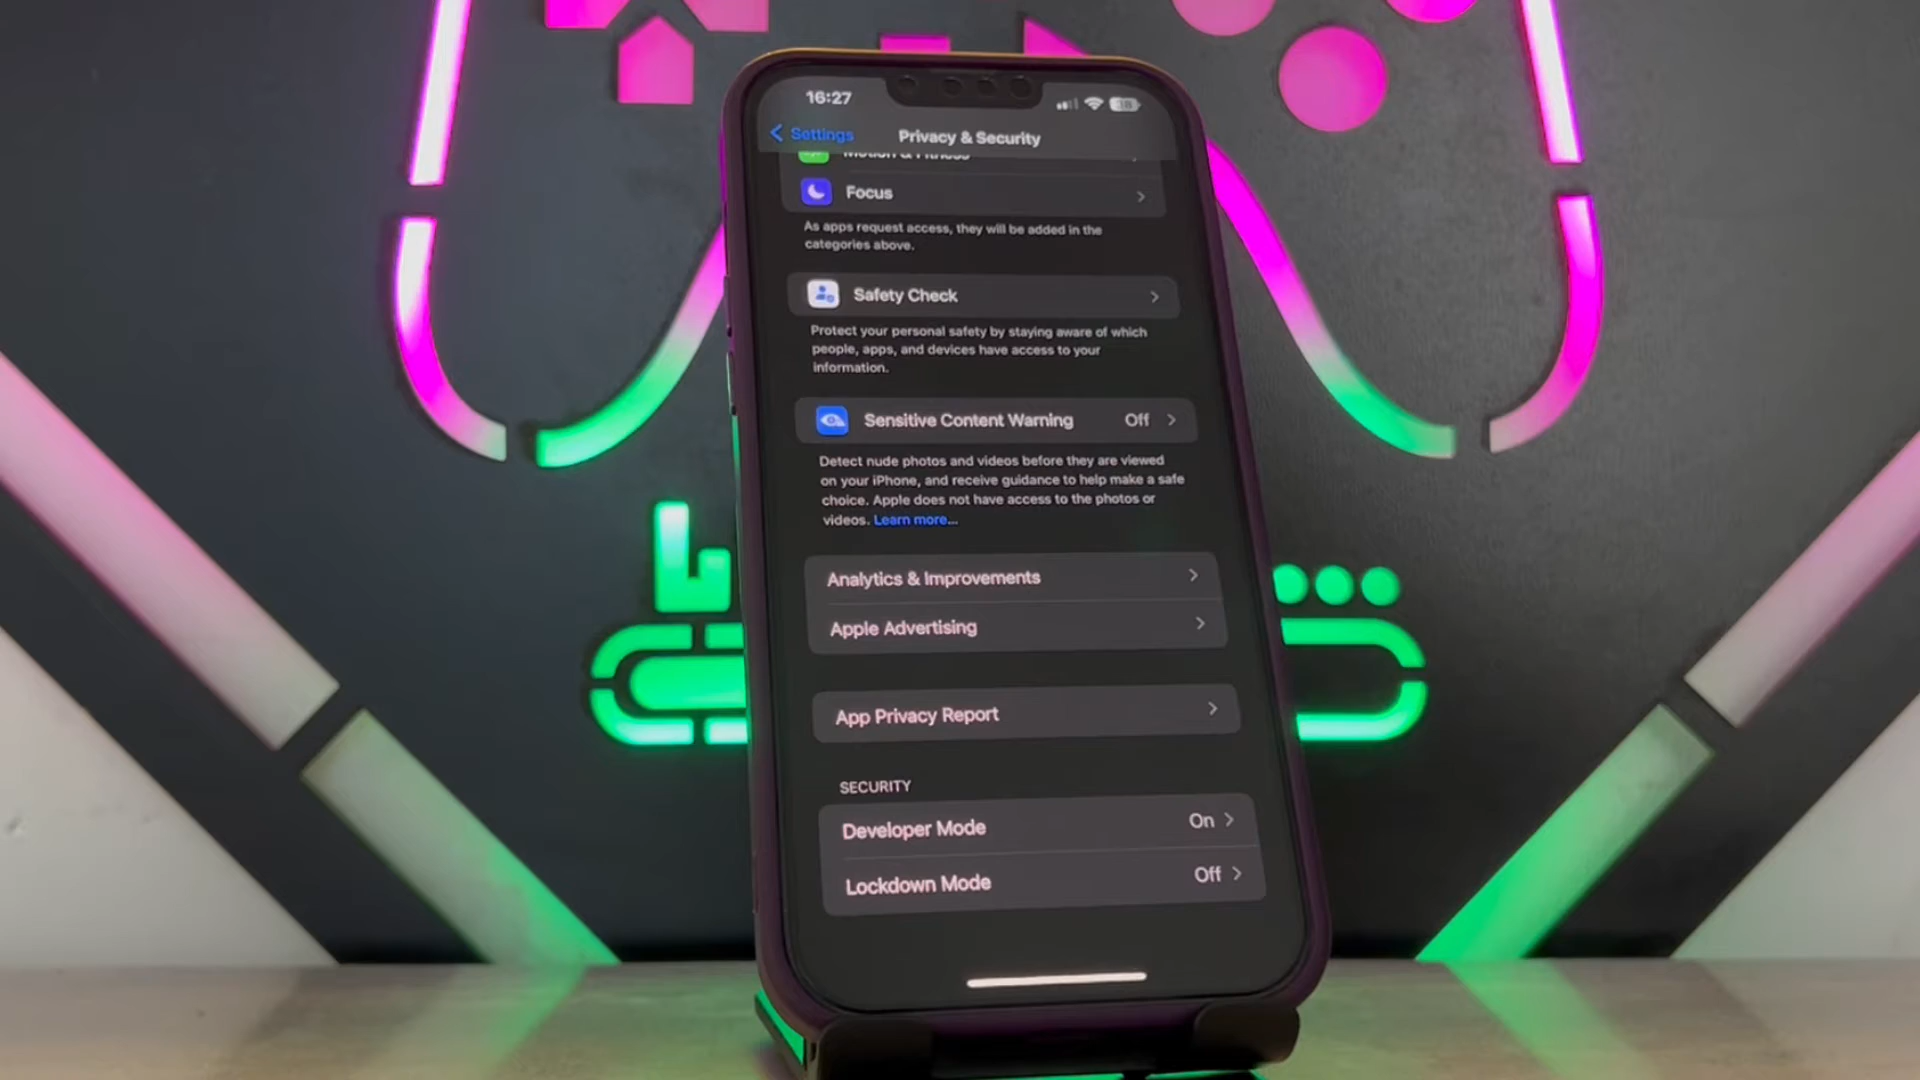 16:27
38
Settings
Privacy & Security
Motion & Fitness
Focus
As apps request access, they will be added in the
categories above.
Safety Check
Protect your personal safety by staying aware of which
people, apps, and devices have access to your
information.
Sensitive Content Warning Off
Detect nude photos and videos before they are viewed
on your iPhone, and receive guidance to help make a safe
choice. Apple does not have access to the photos or
videos. Learn more...
Analytics & Improvements
Apple Advertising
App Privacy Report
SECURITY
Developer Mode On
Lockdown Mode Off